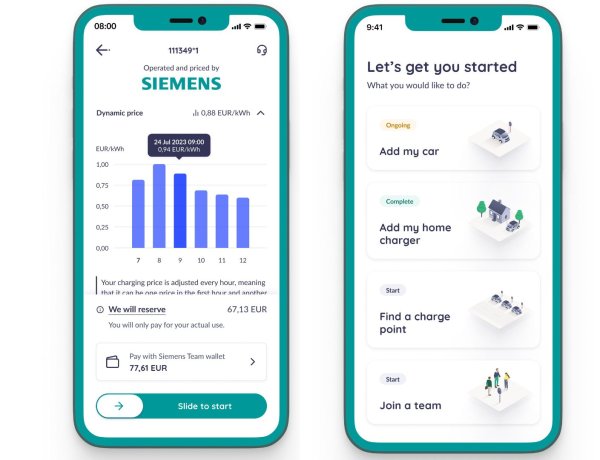 08:00
111349*1
Operated and priced by
SIEMENS
Dynamic price
0,88 EUR/kWh
24 Jul 2023 09:00
0,94 EUR/kWh
EUR/kWh
1,00
0,75
0,50
0,25
0,00
7 8 9 10 11 12
Your charging price is adjusted every hour, meaning
that it can be one price in the first hour and another
We will reserve 67,13 EUR
You will only pay for your actual use.
Pay with Siemens Team wallet
77,61 EUR
Slide to start
9:41
Let's get you started
What you would like to do?
Ongoing
Add my car
Complete
Add my home
charger
Start
Find a charge
point
Start
Join a team